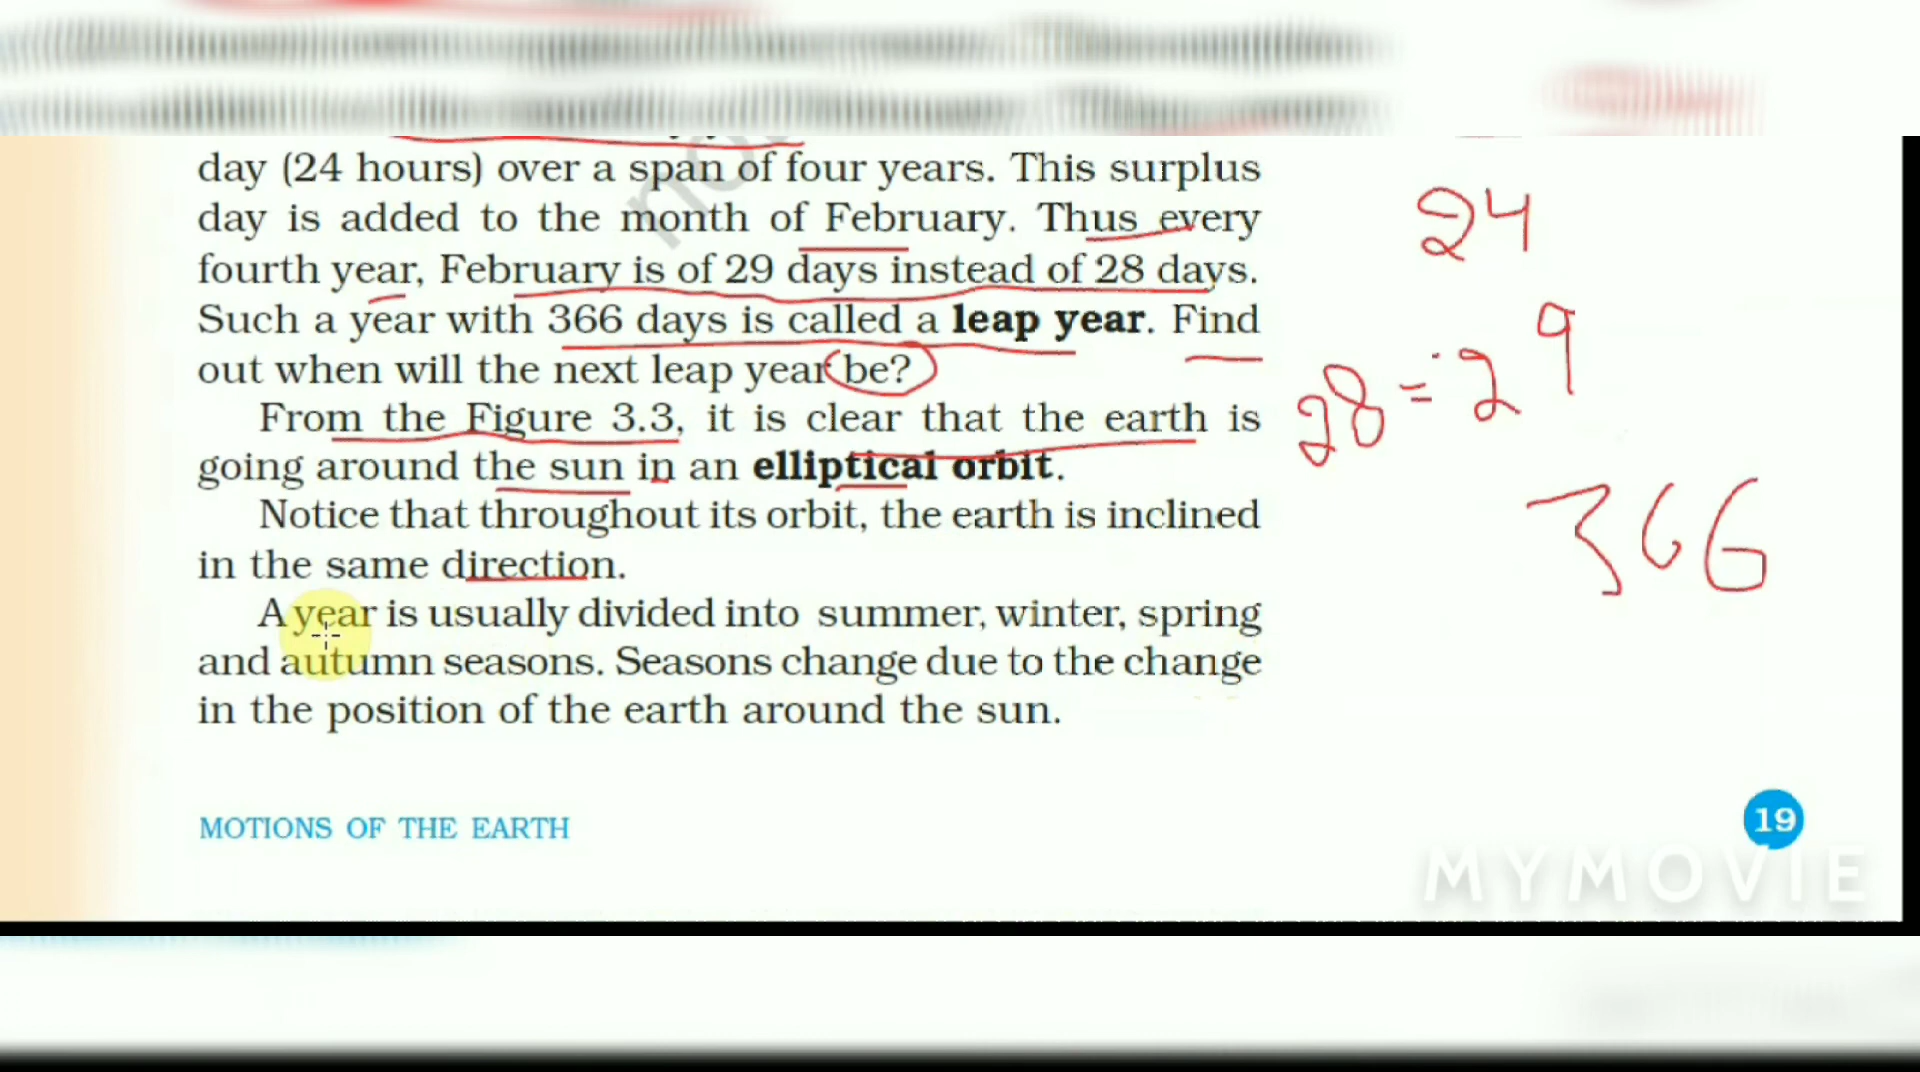 day (24 hours) over a span of four years. This surplus
day is added to the month of February. Thus every
fourth year, February is of 29 days instead of 28 days.
Such a year with 366 days is called a leap year. Find
out when will the next leap year be?
From the Figure 3.3, it is clear that the earth is
going around the sun in an elliptical orbit.
Notice that throughout its orbit, the earth is inclined
in the same direction.
A year is usually divided into summer, winter, spring
and autumn seasons. Seasons change due to the change
in the position of the earth around the sun.
24
28 = 29
366
MOTIONS OF THE EARTH
19
MYMOVIE